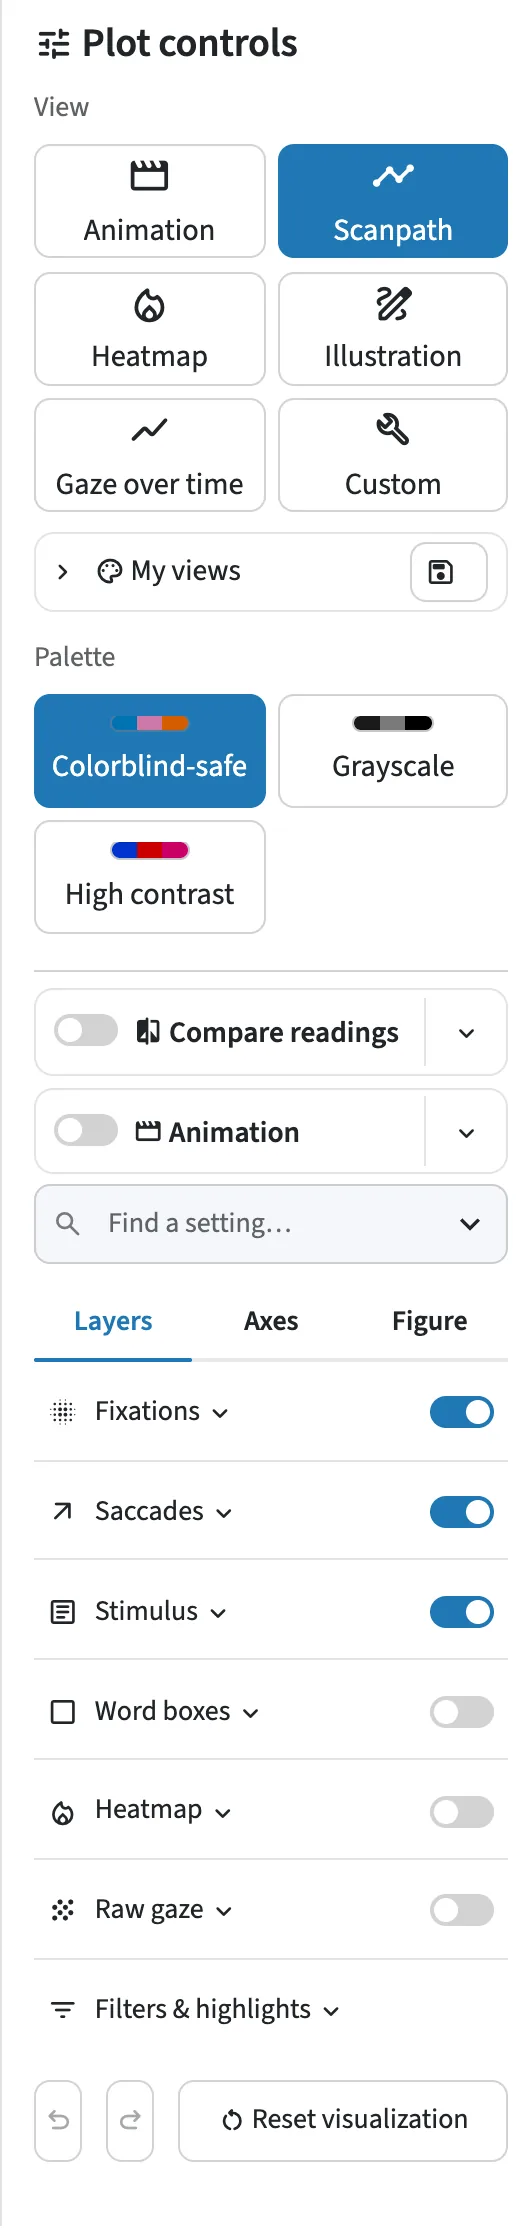 Plot controls
View
Animation
Scanpath
Heatmap
Illustration
Gaze over time
Custom
My views
Palette
Colorblind-safe
Grayscale
High contrast
Compare readings
Animation
Find a setting...
Layers Axes Figure
Fixations
Saccades
Stimulus
Word boxes
Heatmap
Raw gaze
Filters & highlights
Reset visualization